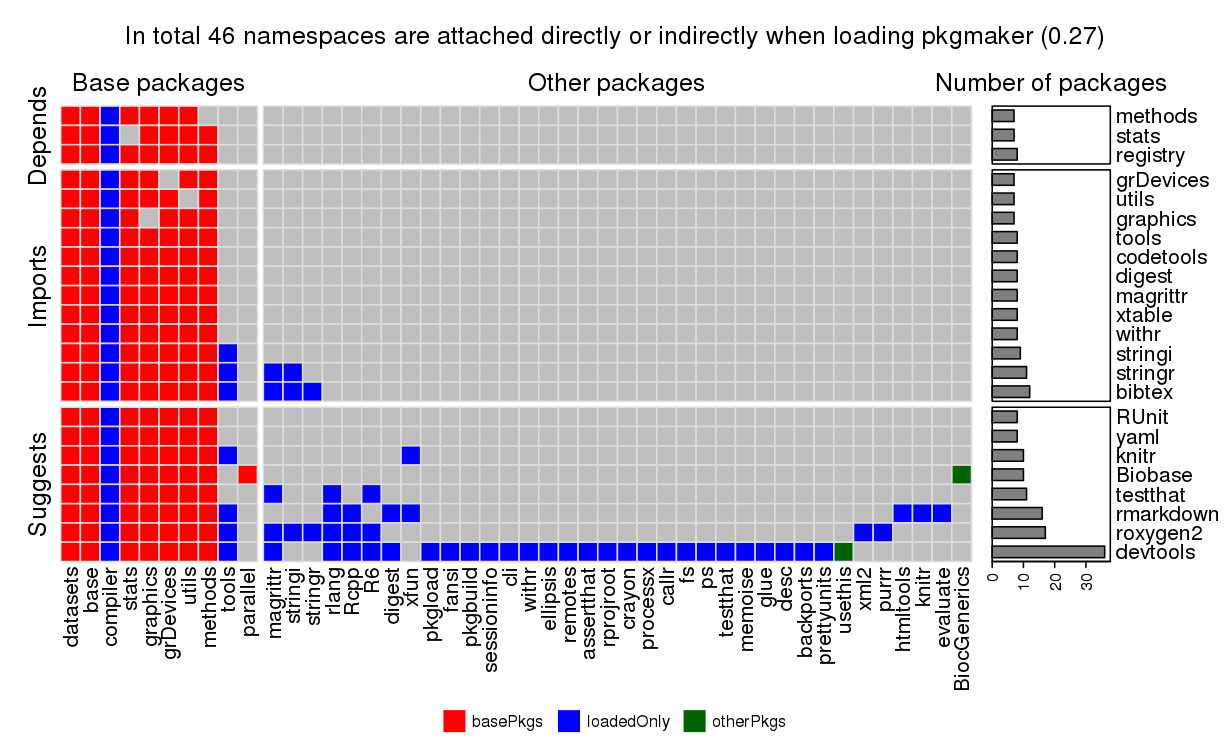 In total 46 namespaces are attached directly or indirectly when loading pkgmaker (0.27)
Base packages
Other packages
Number of packages
Depends
methods
stats
registry
Imports
grDevices
utils
graphics
tools
codetools
digest
magrittr
xtable
withr
stringi
stringr
bibtex
Suggests
RUnit
yaml
knitr
Biobase
testthat
rmarkdown
roxygen2
devtools
0
10
20
30
datasets
base
compiler
stats
graphics
grDevices
utils
methods
tools
parallel
magrittr
stringi
stringr
rlang
Rcpp
R6
digest
xfun
pkgload
fansi
pkgbuild
sessioninfo
cli
withr
ellipsis
remotes
assertthat
rprojroot
crayon
processx
callr
fs
ps
testthat
memoise
glue
desc
backports
prettyunits
usethis
xml2
purrr
htmltools
knitr
evaluate
BiocGenerics
basePkgs
loadedOnly
otherPkgs